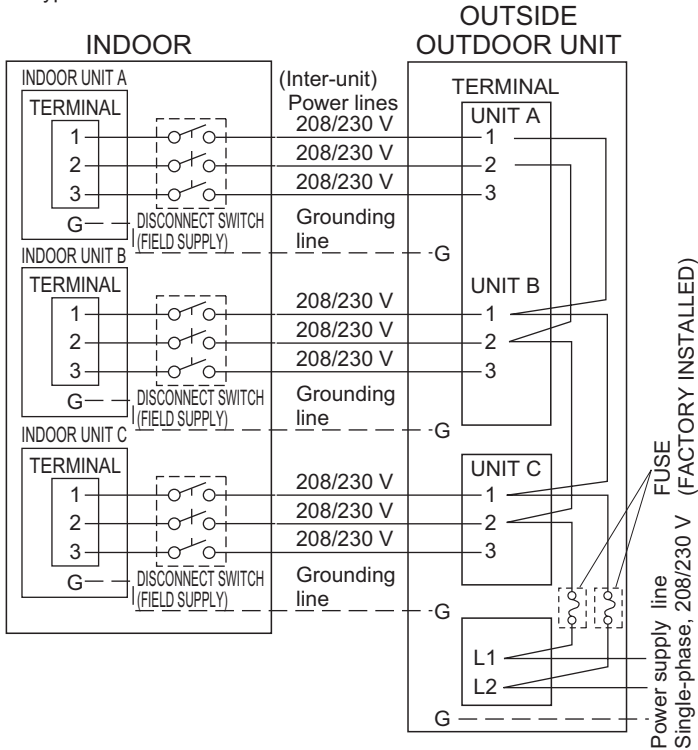 OUTSIDE
INDOOR
OUTDOOR UNIT
INDOOR UNIT A
TERMINAL
1
2
3
G
DISCONNECT SWITCH
(FIELD SUPPLY)
(Inter-unit)
Power lines
208/230 V
208/230 V
208/230 V
Grounding
line
TERMINAL
UNIT A
1
2
3
G
INDOOR UNIT B
TERMINAL
1
2
3
G
DISCONNECT SWITCH
(FIELD SUPPLY)
208/230 V
208/230 V
208/230 V
Grounding
line
UNIT B
1
2
3
G
INDOOR UNIT C
TERMINAL
1
2
3
G
DISCONNECT SWITCH
(FIELD SUPPLY)
208/230 V
208/230 V
208/230 V
Grounding
line
UNIT C
1
2
3
G
L1
L2
G
FUSE
(FACTORY INSTALLED)
Power supply line
Single-phase, 208/230 V